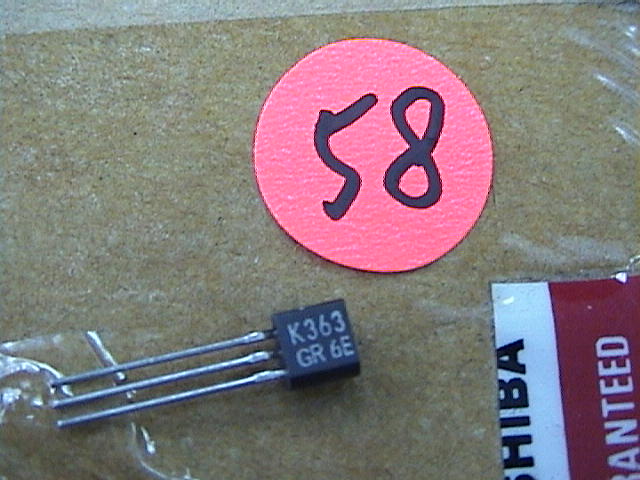 58
K363
GR 6E
SHIBA
RANTEED